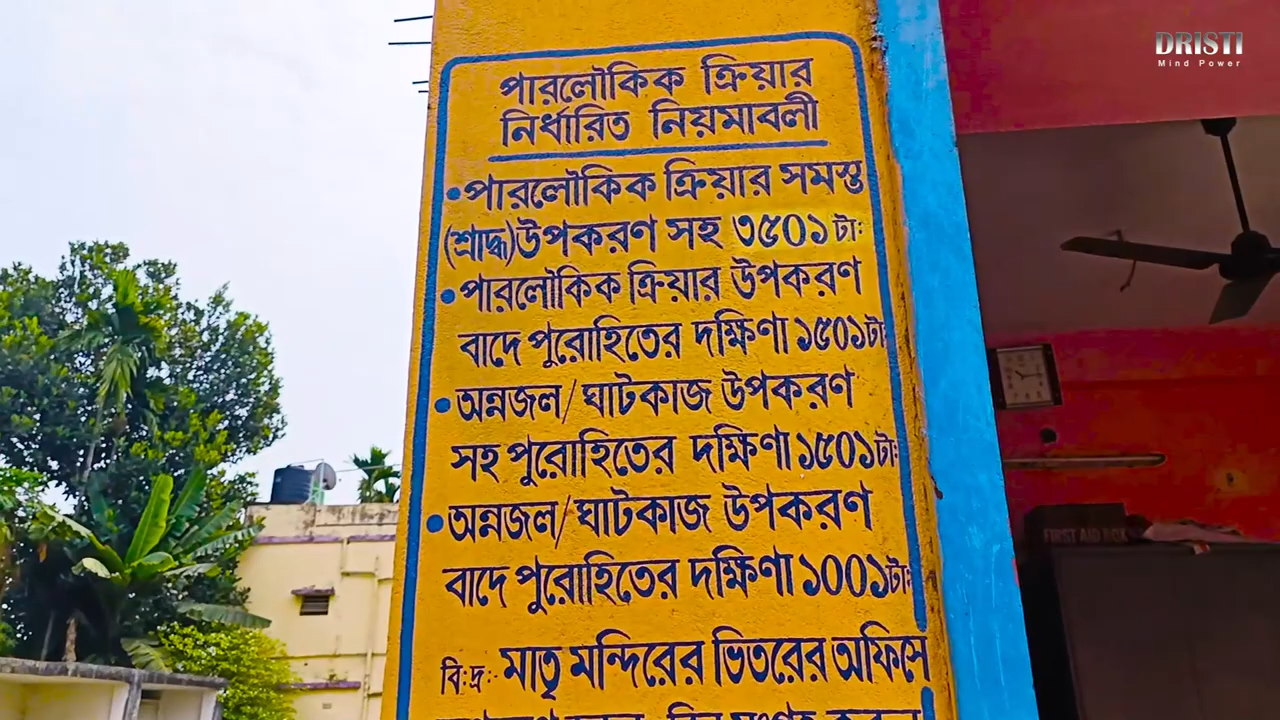 DRISTI
Mind Power
পারলৌকিক ক্রিয়ার
নির্ধারিত নিয়মাবলী
•পারলৌকিক ক্রিয়ার সমস্ত
(শ্রাদ্ধ)উপকরণ সহ ৩৫০১ টাঃ
•পারলৌকিক ক্রিয়ার উপকরণ
বাদে পুরোহিতের দক্ষিণা ১৫০১টাঃ
•অন্নজল/ঘাটকাজ উপকরণ
সহ পুরোহিতের দক্ষিণা ১৫০১টাঃ
•অন্নজল/ঘাটকাজ উপকরণ
বাদে পুরোহিতের দক্ষিণা ১০০১টাঃ
বি:দ্র:- মাতৃ মন্দিরের ভিতরের অফিসে
FIRST AID BOX